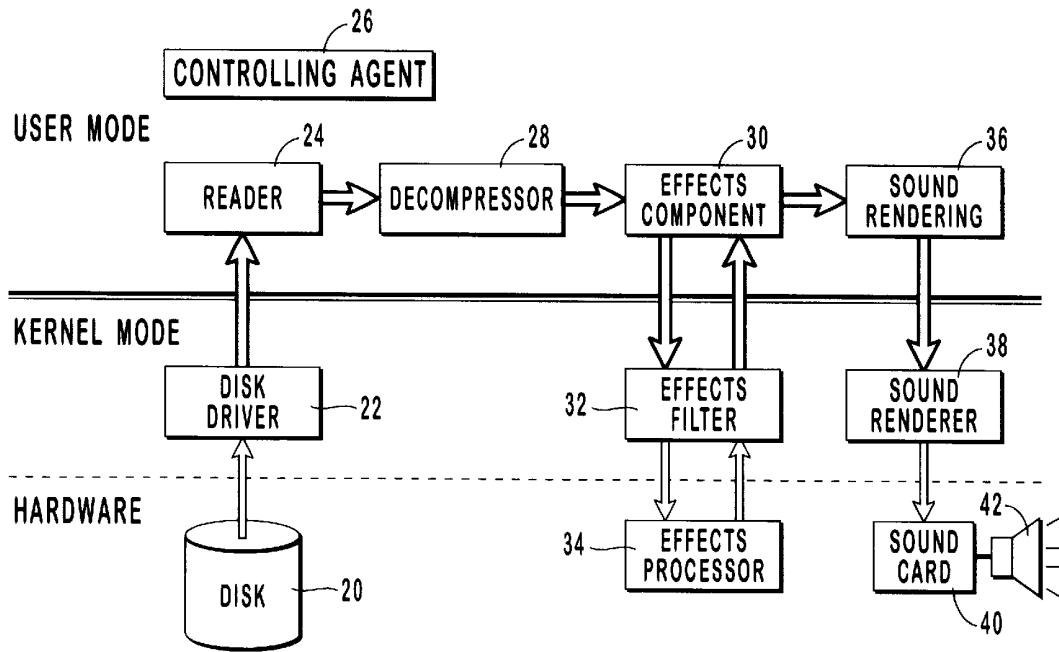 26
CONTROLLING AGENT
USER MODE
24
28
30
36
READER
DECOMPRESSOR
EFFECTS
COMPONENT
SOUND
RENDERING
KERNEL MODE
DISK
DRIVER
22
32
EFFECTS
FILTER
38
SOUND
RENDERER
HARDWARE
DISK
20
34
EFFECTS
PROCESSOR
42
SOUND
CARD
40